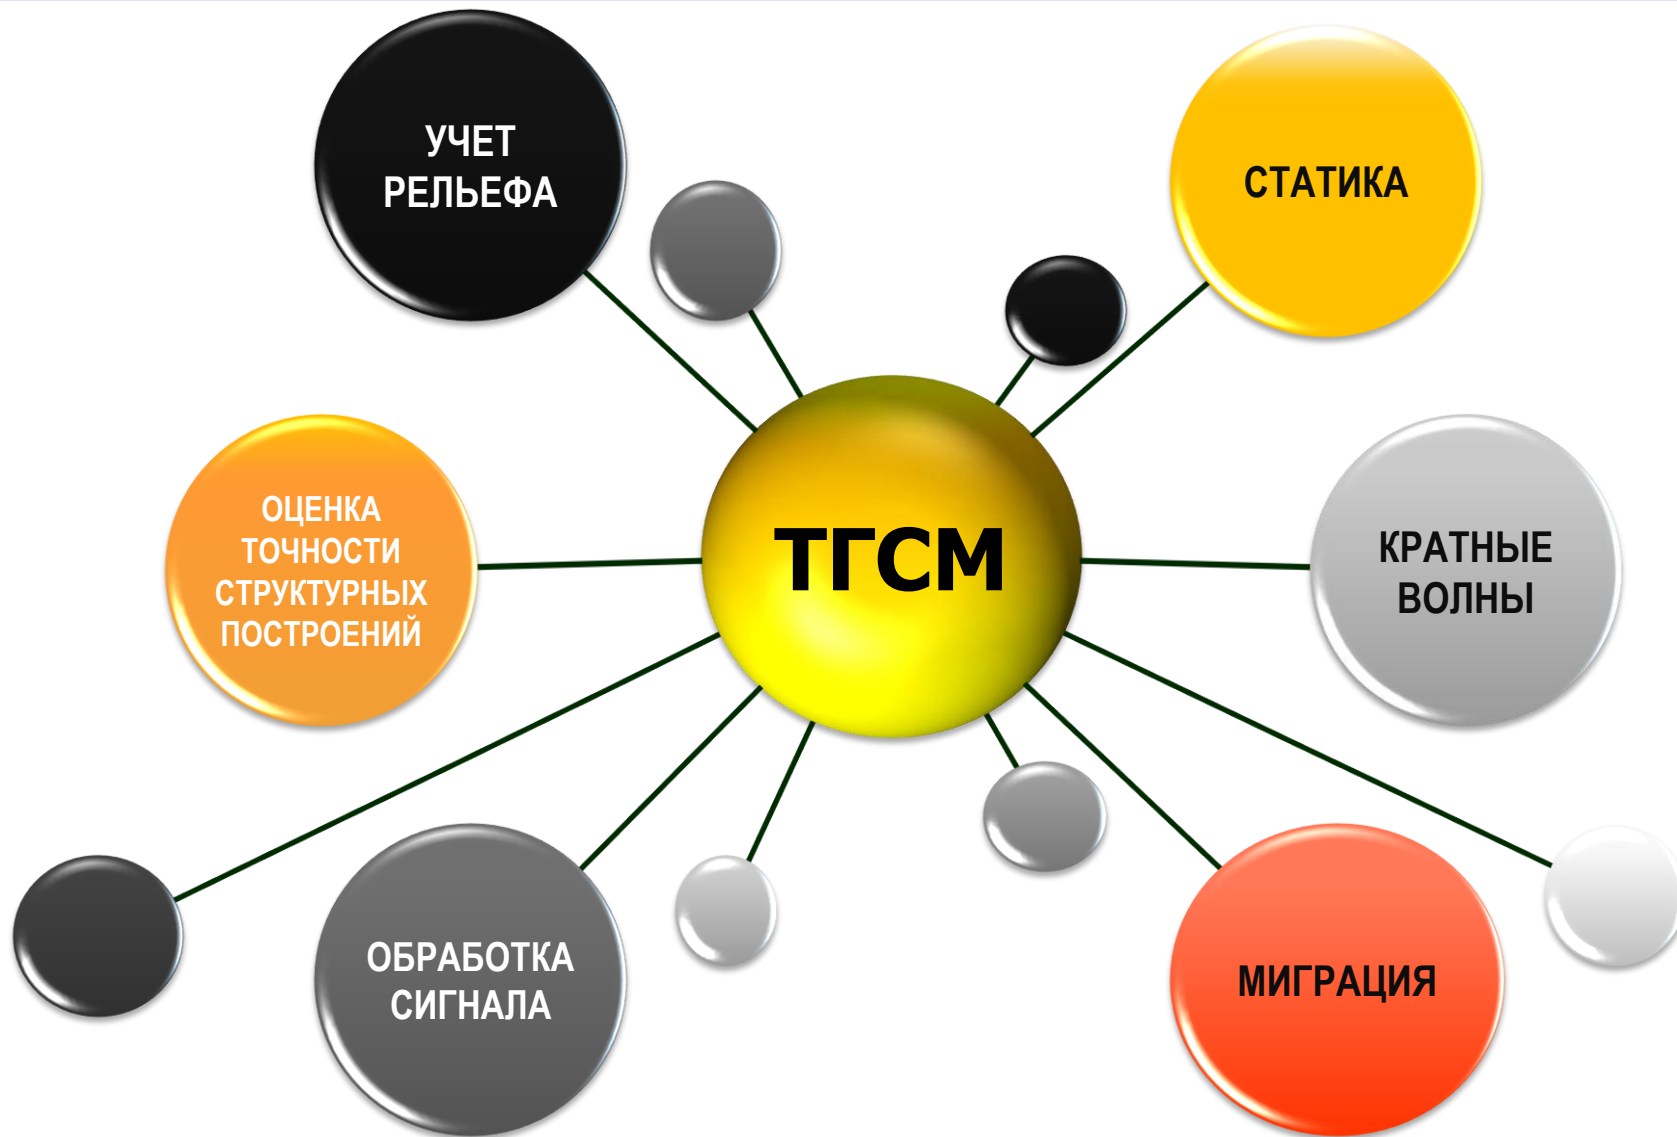 УЧЕТ
РЕЛЬЕФА
СТАТИКА
ТГСМ
ОЦЕНКА
ТОЧНОСТИ
СТРУКТУРНЫХ
ПОСТРОЕНИЙ
КРАТНЫЕ
ВОЛНЫ
ОБРАБОТКА
СИГНАЛА
МИГРАЦИЯ